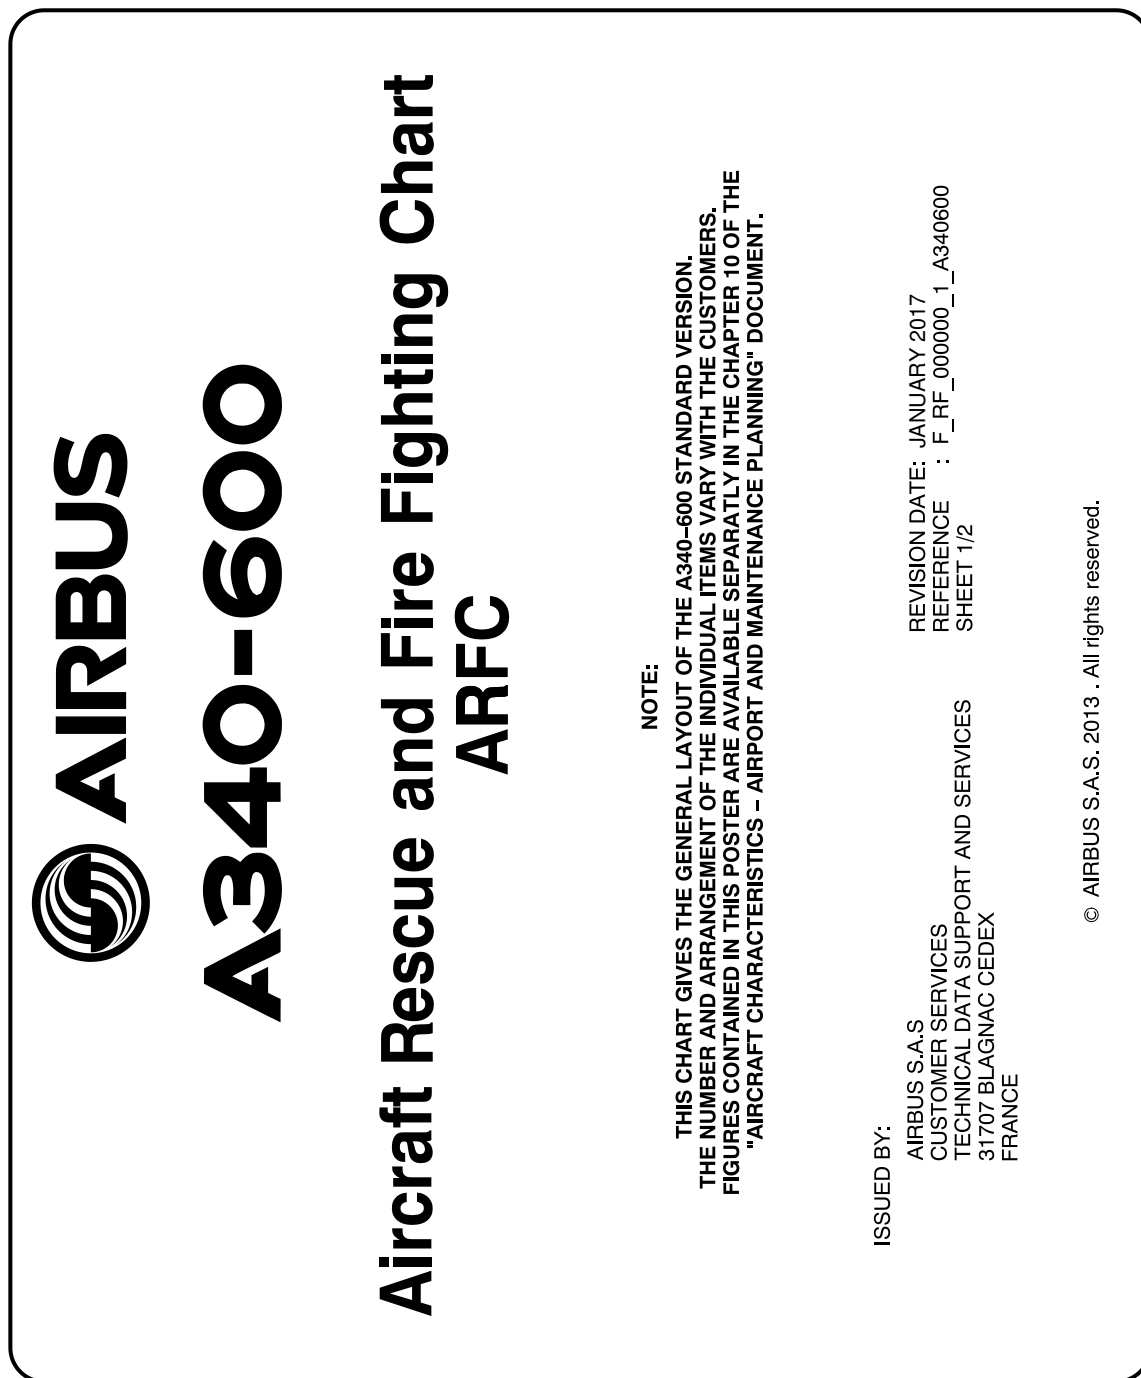 AIRBUS
A340-600
Aircraft Rescue and Fire Fighting Chart
ARFC
NOTE:
THIS CHART GIVES THE GENERAL LAYOUT OF THE A340–600 STANDARD VERSION.
THE NUMBER AND ARRANGEMENT OF THE INDIVIDUAL ITEMS VARY WITH THE CUSTOMERS.
FIGURES CONTAINED IN THIS POSTER ARE AVAILABLE SEPARATLY IN THE CHAPTER 10 OF THE
"AIRCRAFT CHARACTERISTICS – AIRPORT AND MAINTENANCE PLANNING" DOCUMENT.
ISSUED BY:
AIRBUS S.A.S
CUSTOMER SERVICES
TECHNICAL DATA SUPPORT AND SERVICES
31707 BLAGNAC CEDEX
FRANCE
REVISION DATE: JANUARY 2017
REFERENCE : F_RF_000000_1_A340600
SHEET 1/2
© AIRBUS S.A.S. 2013 . All rights reserved.